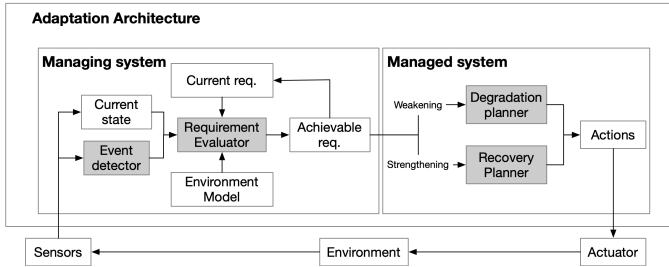 Adaptation Architecture
Managing system
Managed system
Current req.
Current
state
Event
detector
Requirement
Evaluator
Achievable
req.
Environment
Model
Weakening
Strengthening
Degradation
planner
Recovery
Planner
Actions
Sensors
Environment
Actuator